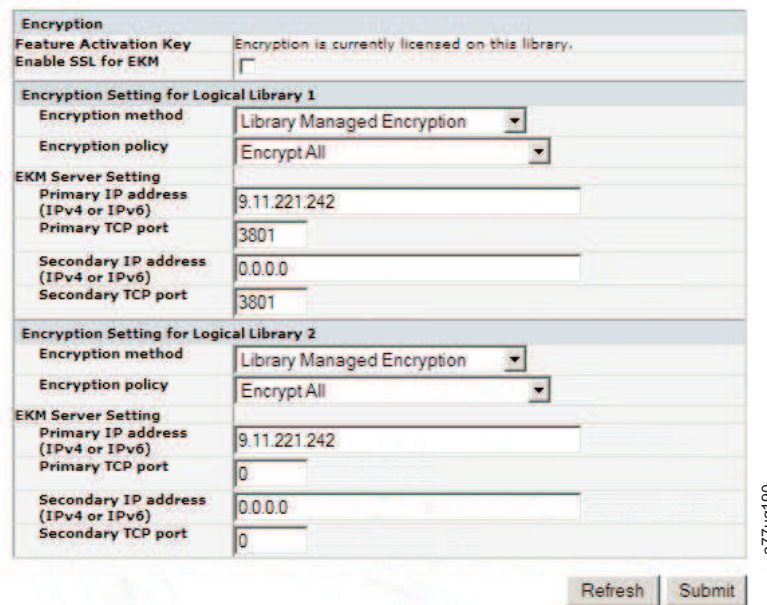 Encryption
Feature Activation Key Encryption is currently licensed on this library.
Enable SSL for EKM
Encryption Setting for Logical Library 1
Encryption method Library Managed Encryption
Encryption policy Encrypt All
EKM Server Setting
Primary IP address
(IPv4 or IPv6) 9.11.221.242
Primary TCP port 3801
Secondary IP address
(IPv4 or IPv6) 0.0.0.0
Secondary TCP port 3801
Encryption Setting for Logical Library 2
Encryption method Library Managed Encryption
Encryption policy Encrypt All
EKM Server Setting
Primary IP address
(IPv4 or IPv6) 9.11.221.242
Primary TCP port 0
Secondary IP address
(IPv4 or IPv6) 0.0.0.0
Secondary TCP port 0
Refresh Submit